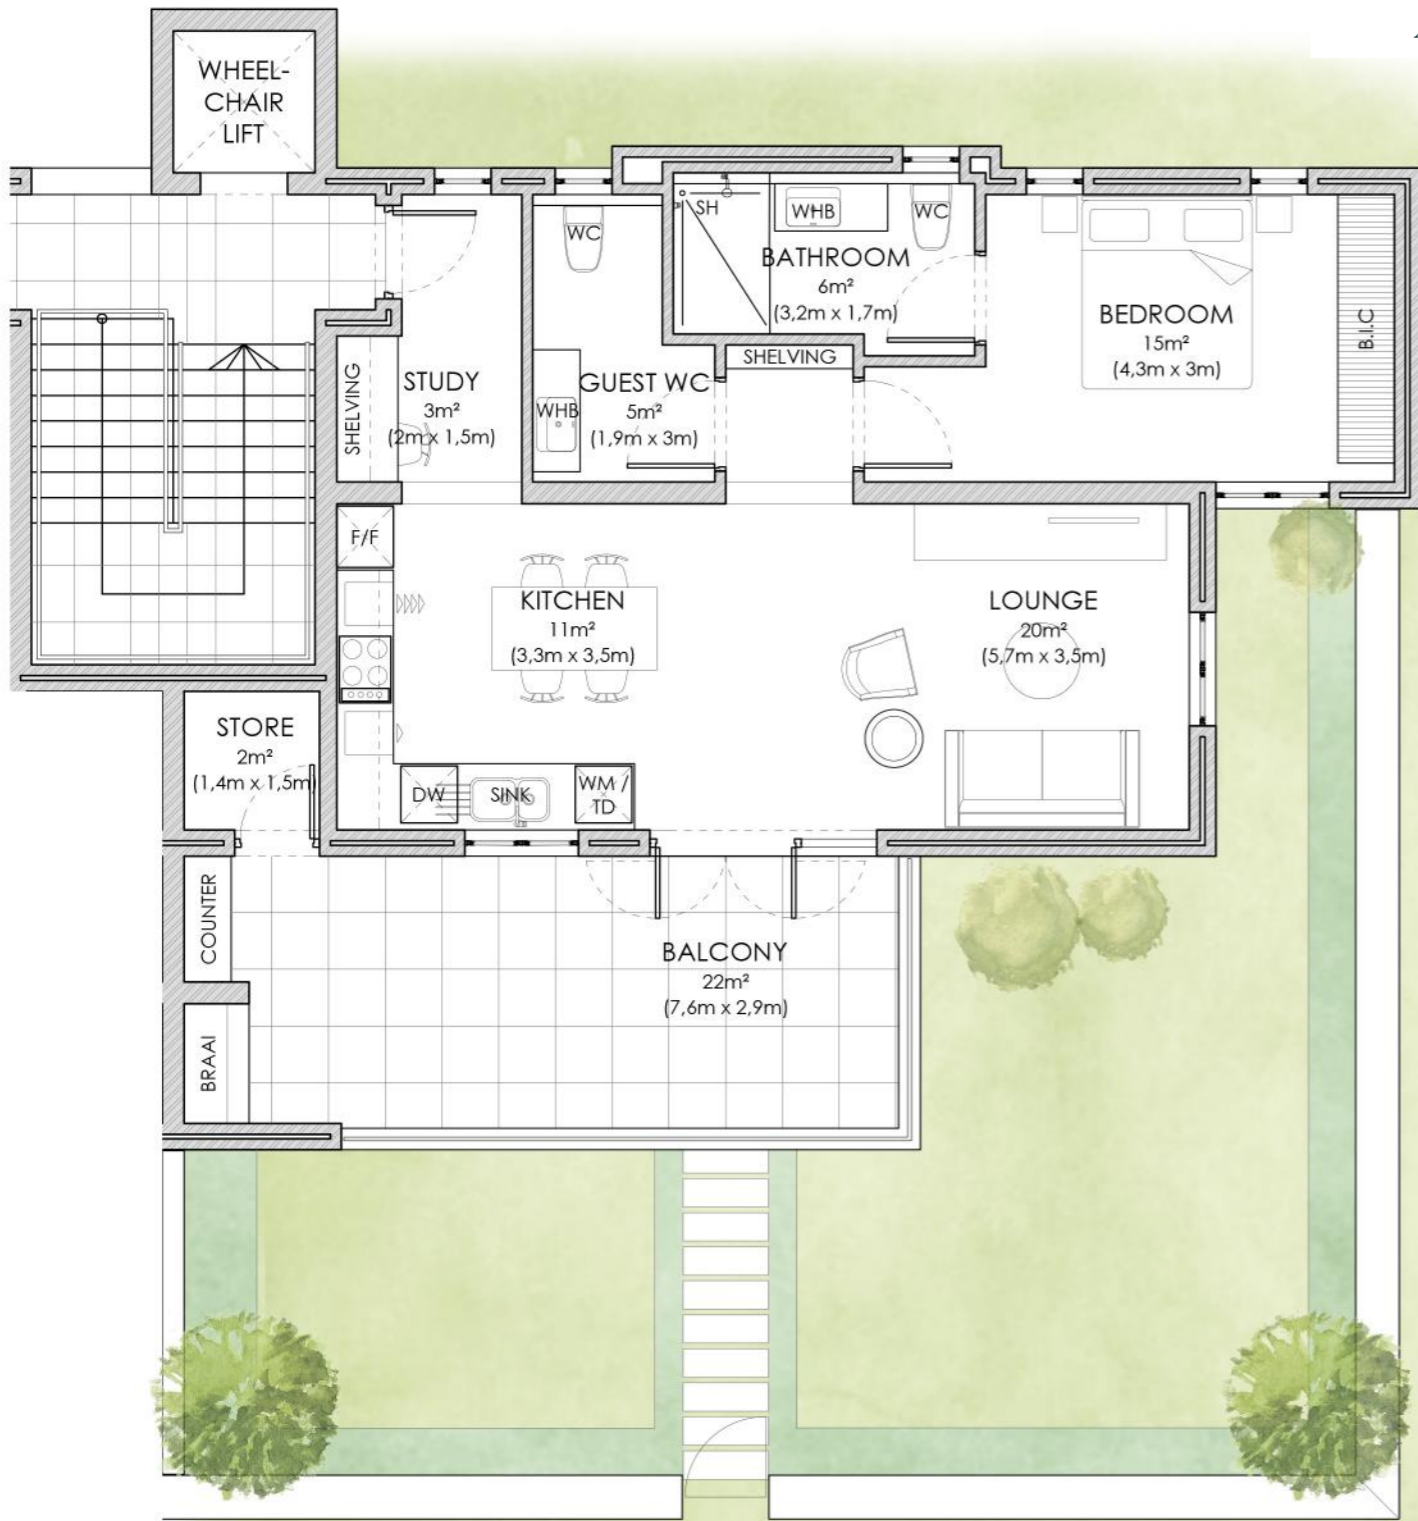 WHEEL-
CHAIR
LIFT
SH
WHB
WC
WC
BATHROOM
6m²
(3,2m x 1,7m)
BEDROOM
15m²
(4,3m x 3m)
B.I.C
SHELVING
SHELVING
STUDY
3m²
(2m x 1,5m)
GUEST WC
5m²
(1,9m x 3m)
WHB
F/F
KITCHEN
11m²
(3,3m x 3,5m)
LOUNGE
20m²
(5,7m x 3,5m)
STORE
2m²
(1,4m x 1,5m)
DW
SINK
WM /
TD
COUNTER
BALCONY
22m²
(7,6m x 2,9m)
BRAAI